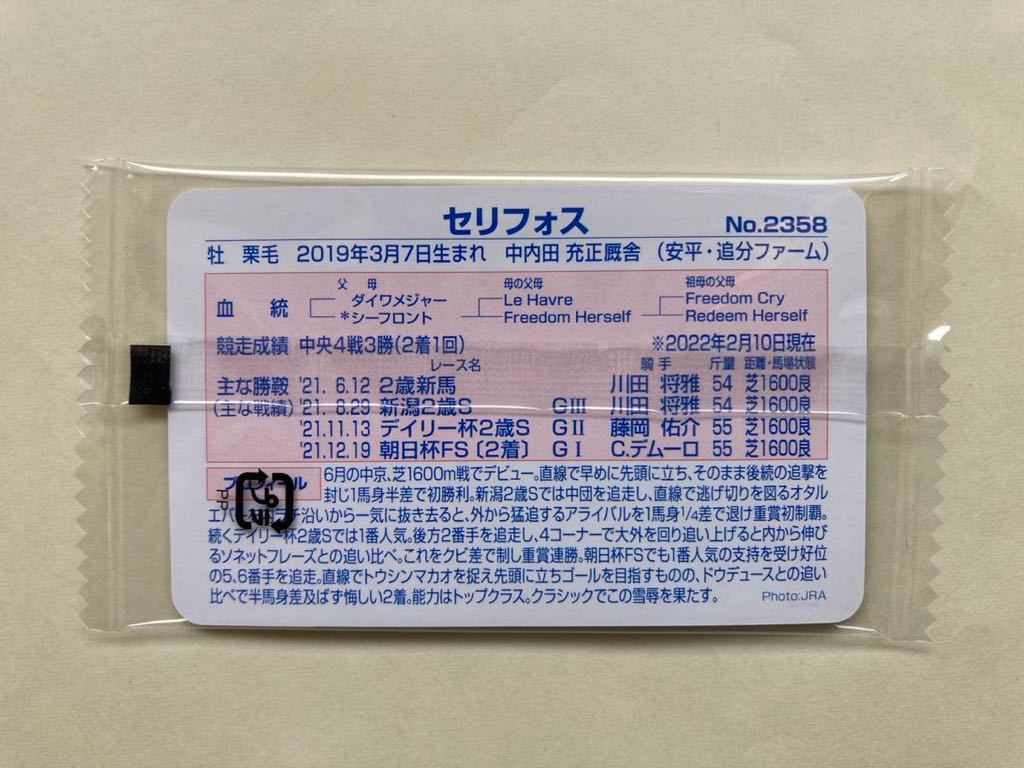 セリフォス No.2358
牡 栗毛 2019年3月7日生まれ 中内田 充正厩舎 (安平・追分ファーム)
父 母 母の父母 祖母の父母
血統 ダイワメジャー Le Havre Freedom Cry
*シーフロント Freedom Herself Redeem Herself
競走成績 中央4戦3勝(2着1回) ※2022年2月10日現在
レース名 騎手 斤量 距離・馬場状態
主な勝鞍 '21. 6.12 2歳新馬 川田 将雅 54 芝1600良
(主な戦績) '21. 8.29 新潟2歳S GIII 川田 将雅 54 芝1600良
'21.11.13 デイリー杯2歳S GII 藤岡 佑介 55 芝1600良
'21.12.19 朝日杯FS〔2着〕 GI C.デムーロ 55 芝1600良
6月の中京、芝1600m戦でデビュー。直線で早めに先頭に立ち、そのまま後続の追撃を
封じ1馬身半差で初勝利。新潟2歳Sでは中団を追走し、直線で逃げ切りを図るオタル
エバー 沿いから一気に抜き去ると、外から猛追するアライバルを1馬身1/4差で退け重賞初制覇。
続くデイリー杯2歳Sでは1番人気。後方2番手を追走し、4コーナーで大外を回り追い上げると内から伸び
るソネットフレーズとの追い比べ。これをクビ差で制し重賞連勝。朝日杯FSでも1番人気の支持を受け好位
の5、6番手を追走。直線でトウシンマカオを捉え先頭に立ちゴールを目指すものの、ドウデュースとの追い
比べで半馬身差及ばず悔しい2着。能力はトップクラス。クラシックでこの雪辱を果たす。 Photo:JRA
プラ
PP